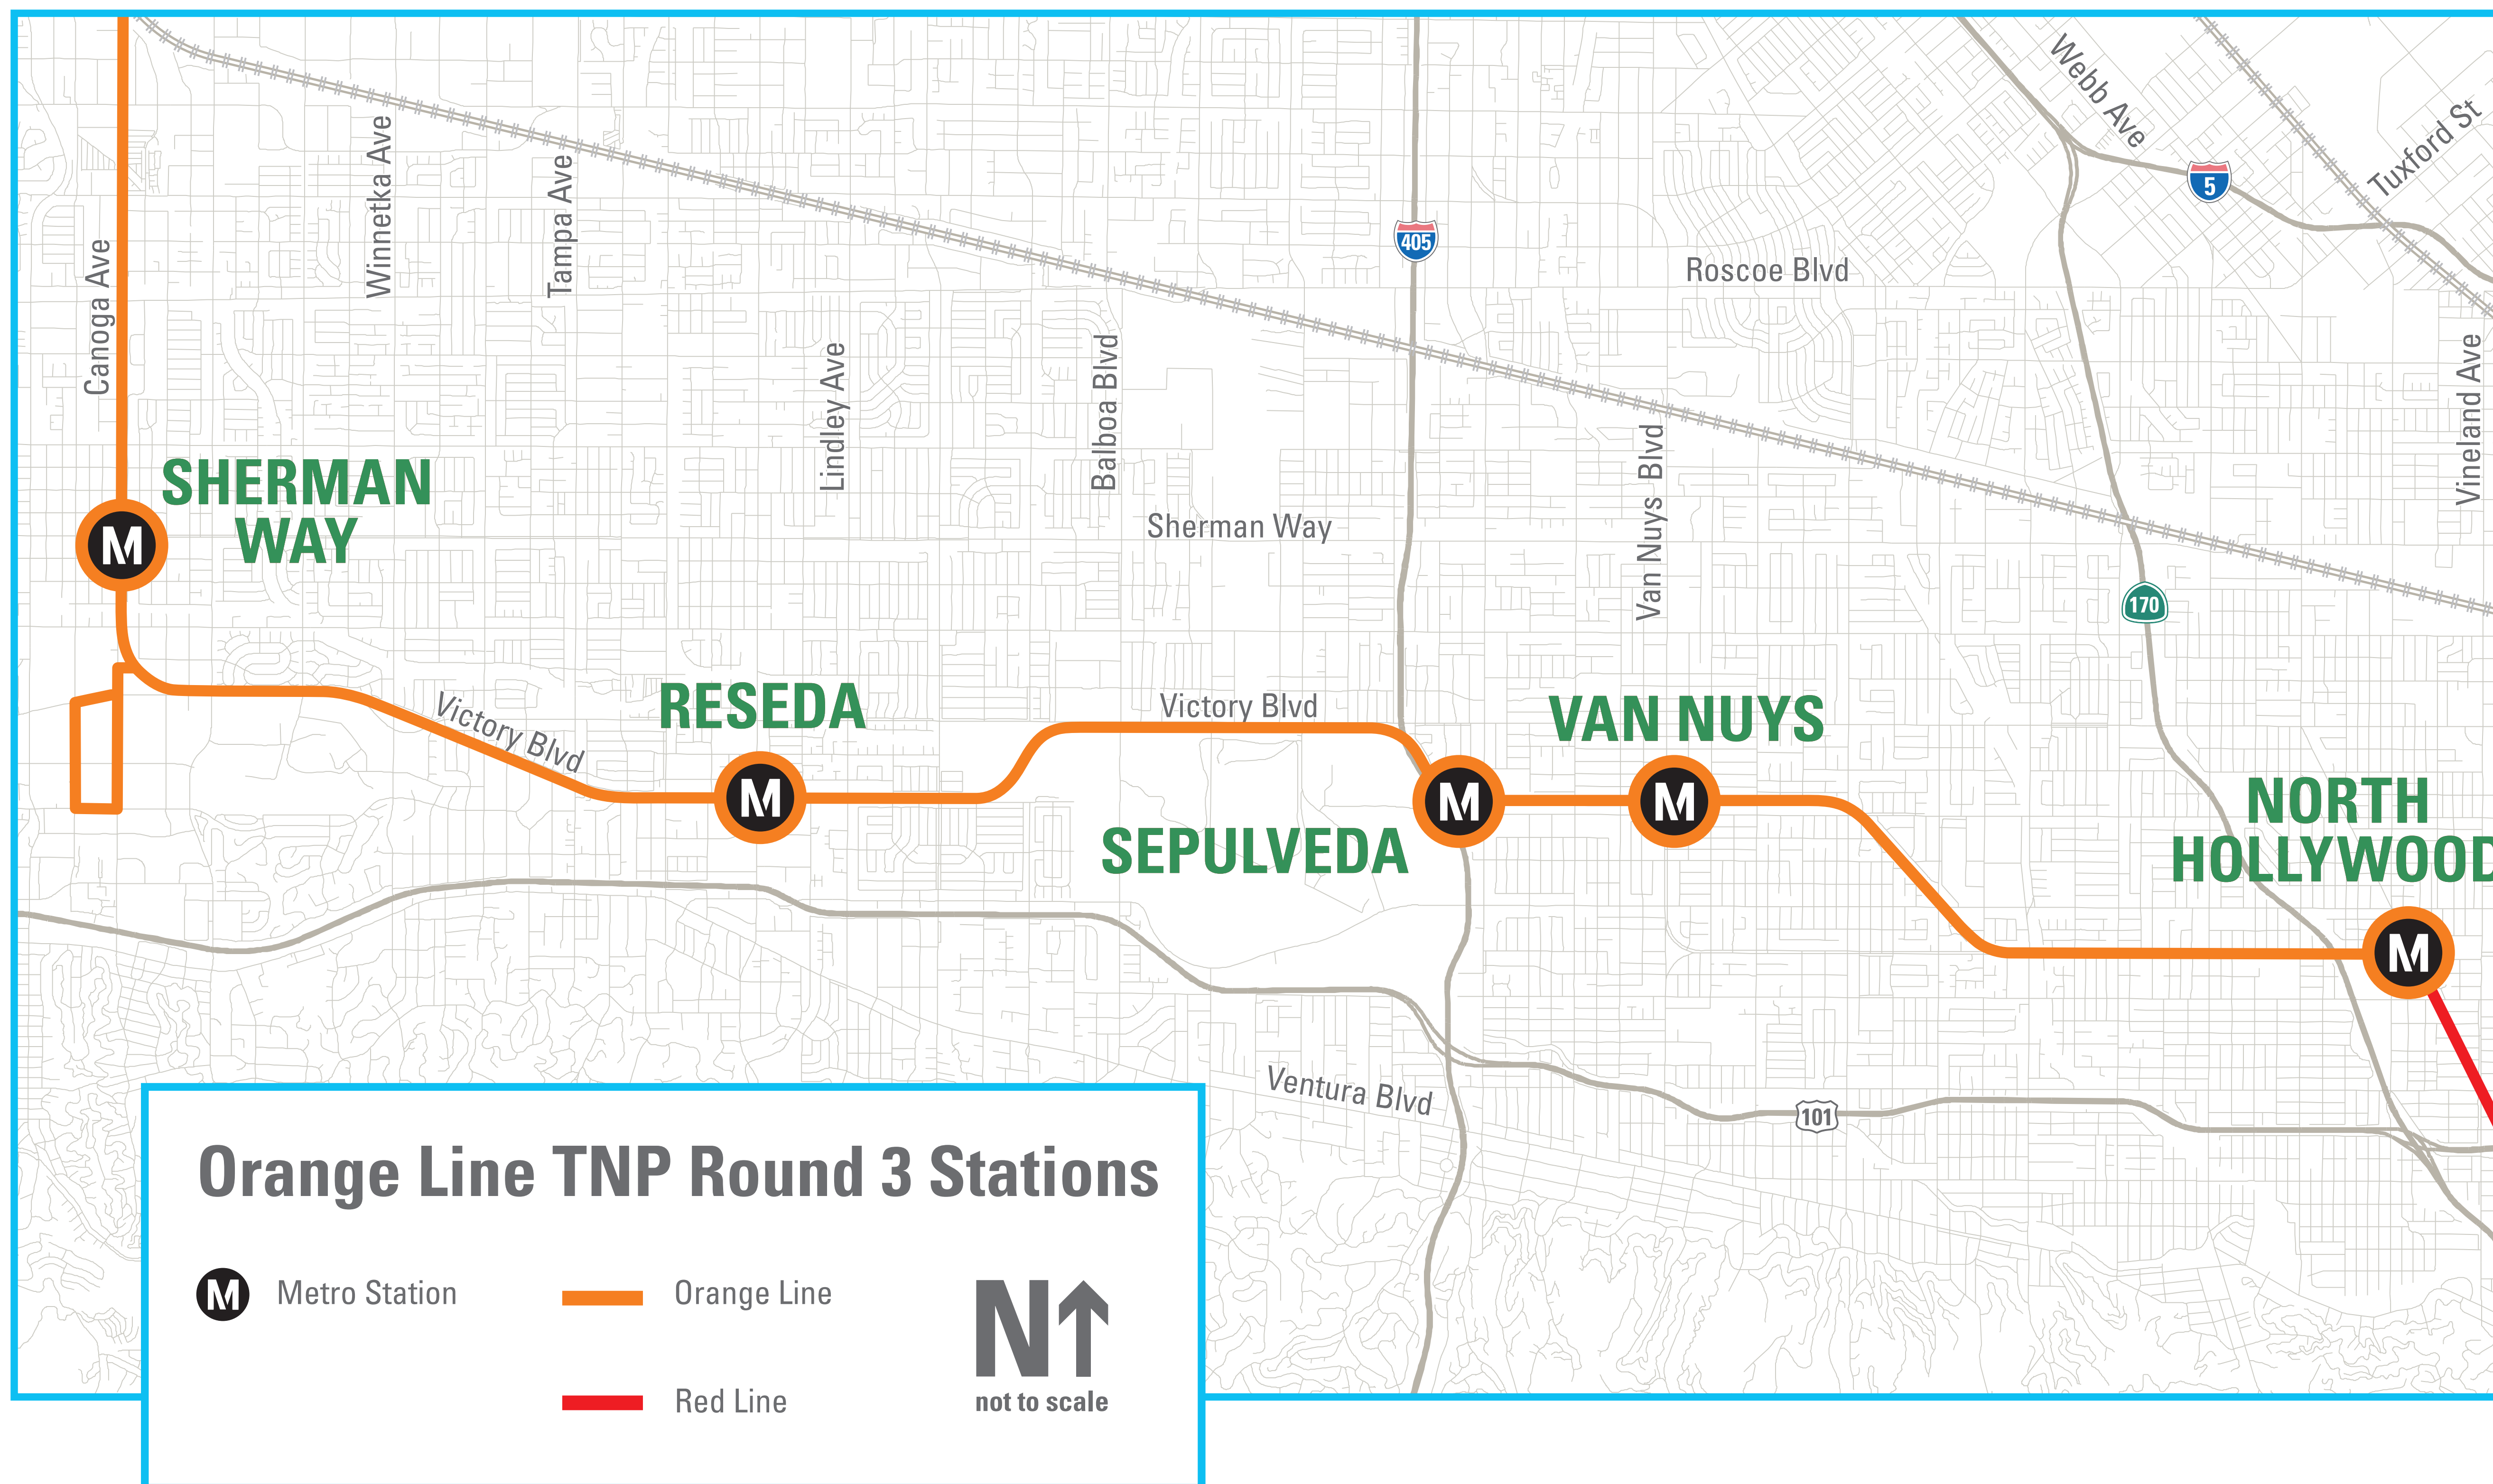 Webb Ave
Tuxford St
5
Winnetka Ave
Tampa Ave
Canoga Ave
405
Roscoe Blvd
Lindley Ave
Balboa Blvd
Vineland Ave
Van Nuys Blvd
SHERMAN
WAY
M
Sherman Way
170
RESEDA
Victory Blvd
Victory Blvd
VAN NUYS
M
M
M
SEPULVEDA
NORTH
HOLLYWOOD
M
Ventura Blvd
101
Orange Line TNP Round 3 Stations
M Metro Station
Orange Line
Red Line
N
not to scale